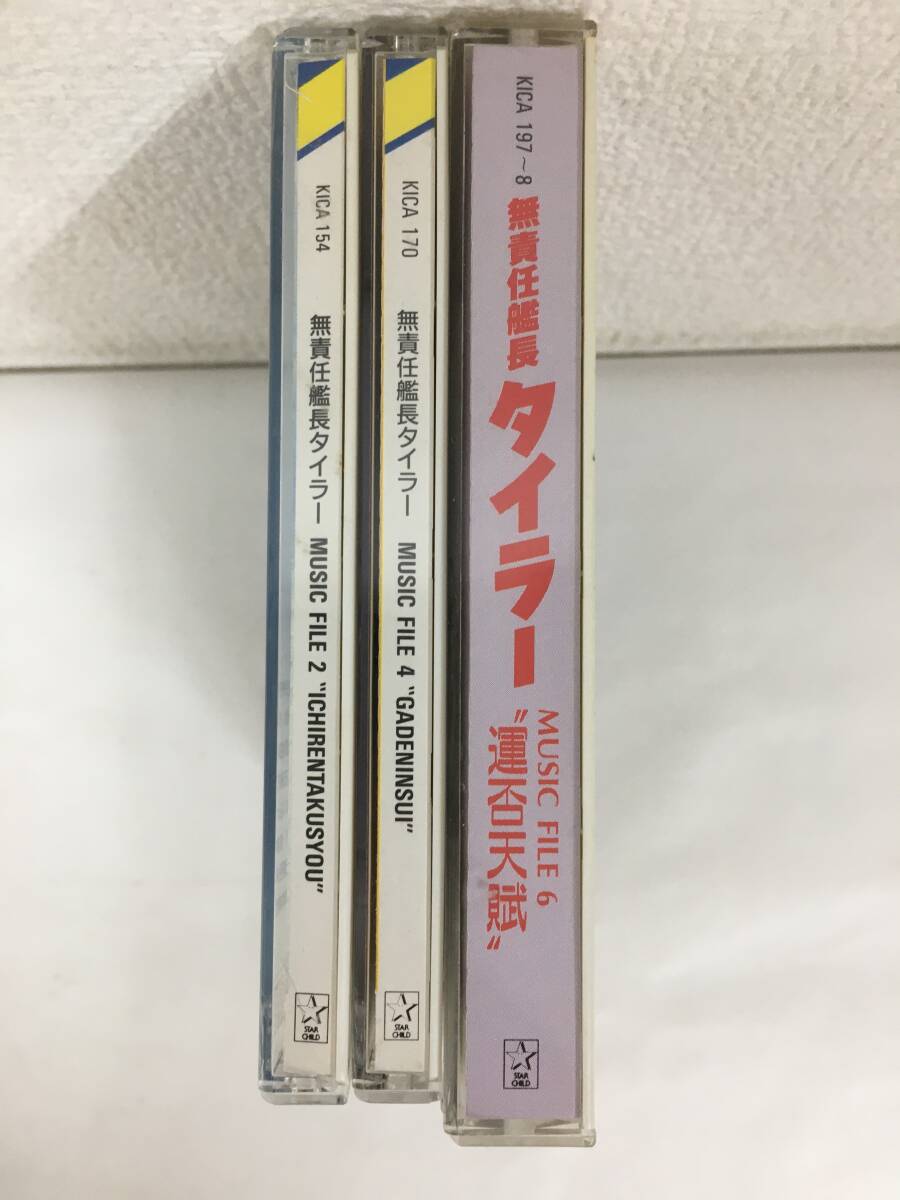 KICA 154 無責任艦長タイラー MUSIC FILE 2 "ICHIRENTAKUSYOU"
STAR CHILD
KICA 170 無責任艦長タイラー MUSIC FILE 4 "GADENINSUI"
STAR CHILD
KICA 197~8 無責任艦長タイラー
MUSIC FILE 6
"運否天賦"
STAR CHILD